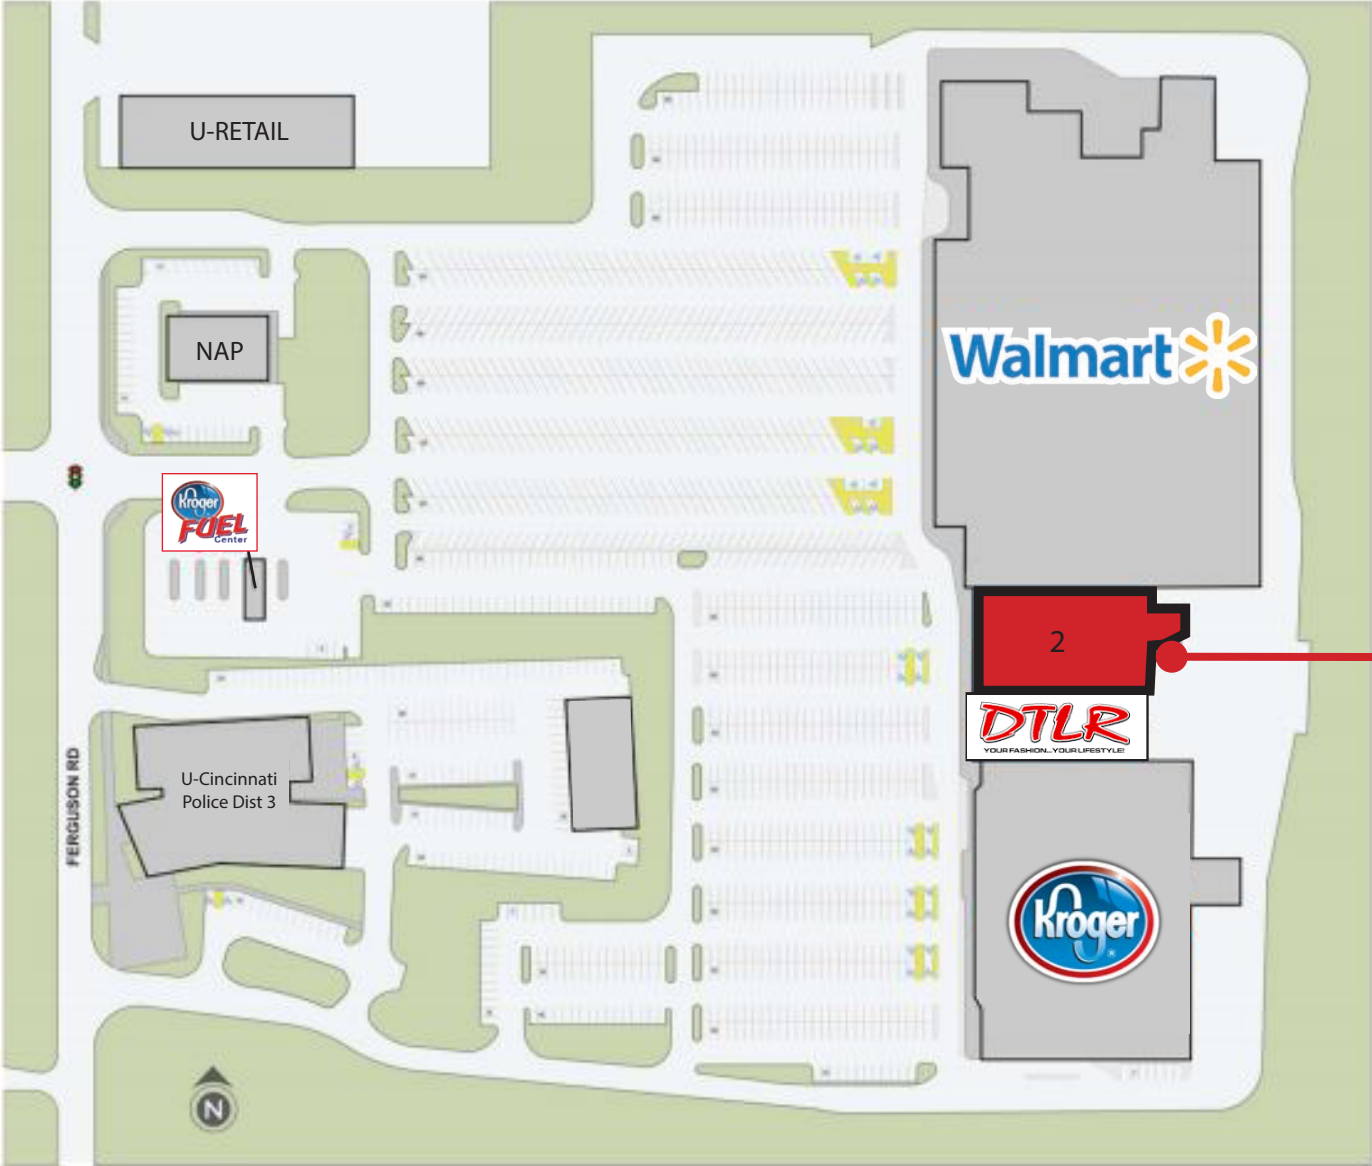 U-RETAIL
NAP
Walmart
Kroger
FUEL
Center
2
DTLR
YOUR FASHION...YOUR LIFESTYLE!
U-Cincinnati
Police Dist 3
FERGUSON RD
Kroger
N